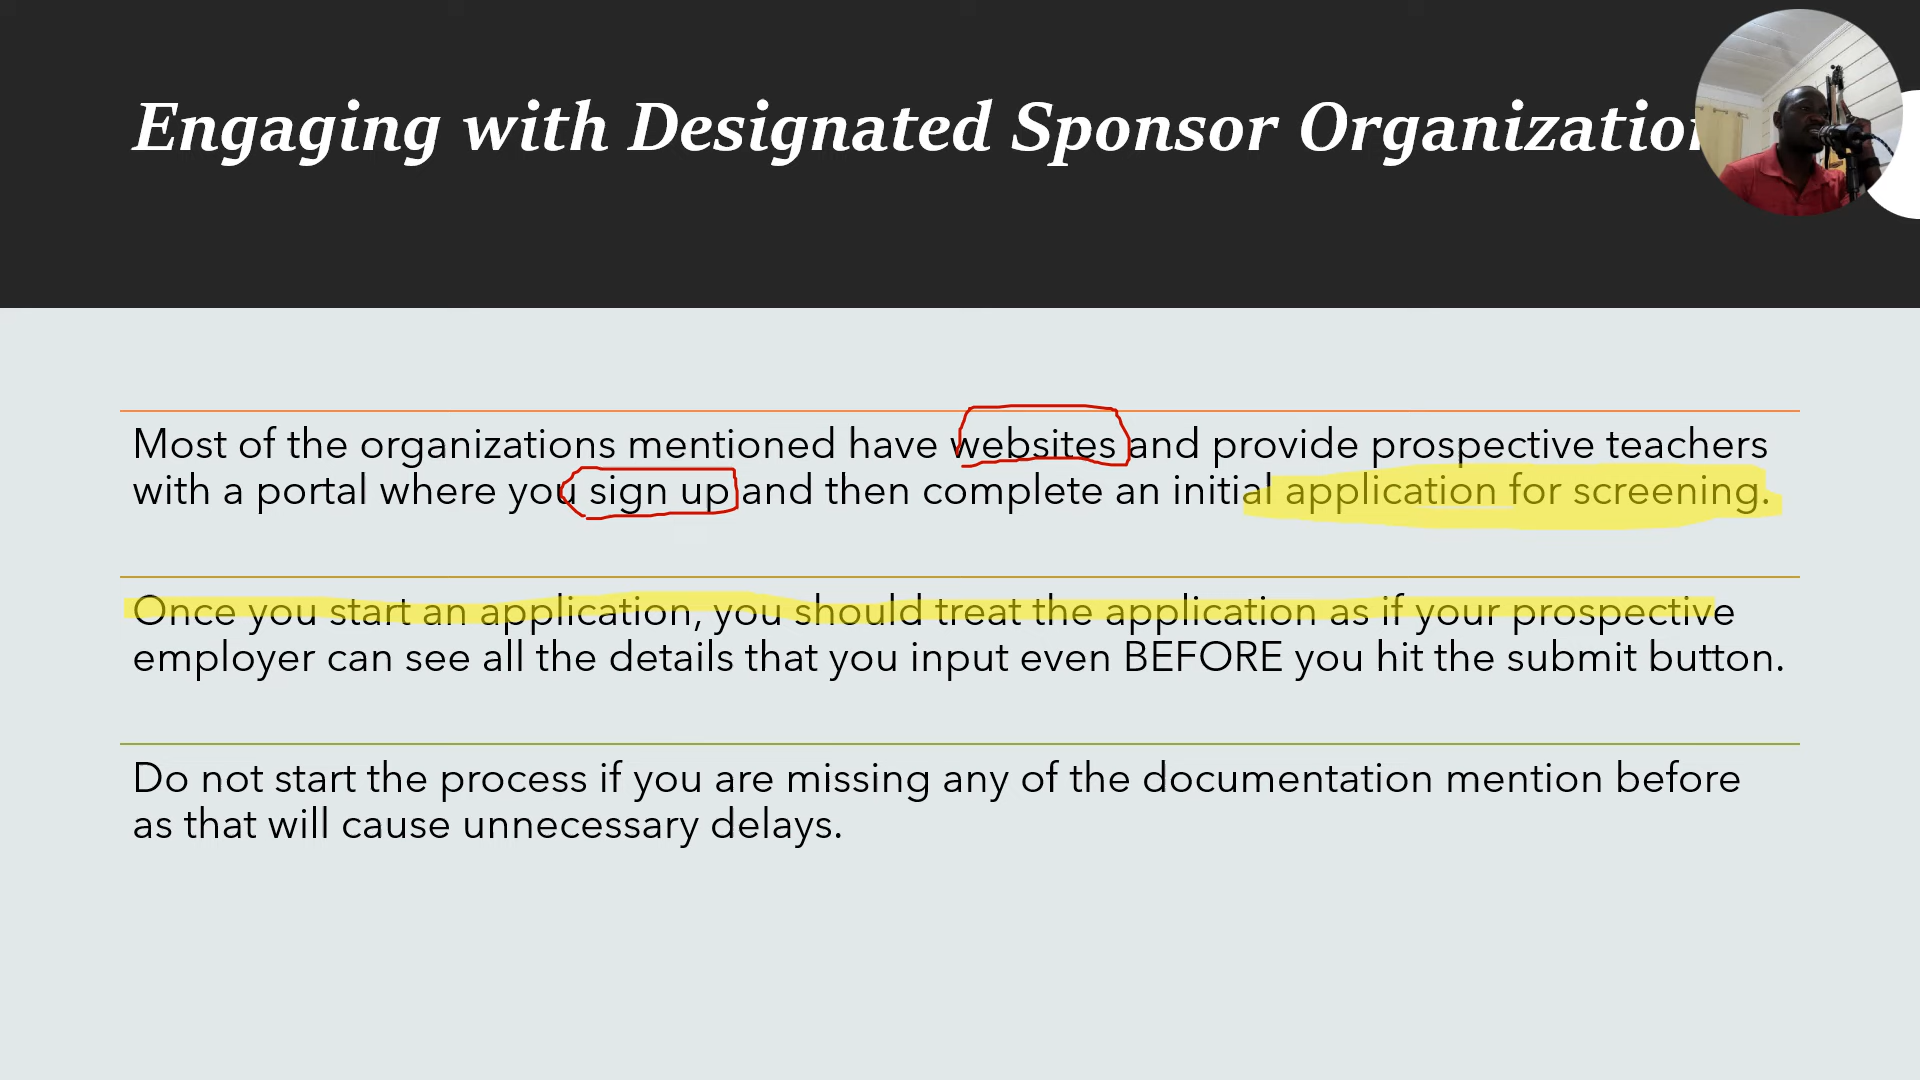 Engaging with Designated Sponsor Organization
Most of the organizations mentioned have websites and provide prospective teachers
with a portal where you sign up and then complete an initial application for screening.
Once you start an application, you should treat the application as if your prospective
employer can see all the details that you input even BEFORE you hit the submit button.
Do not start the process if you are missing any of the documentation mention before
as that will cause unnecessary delays.